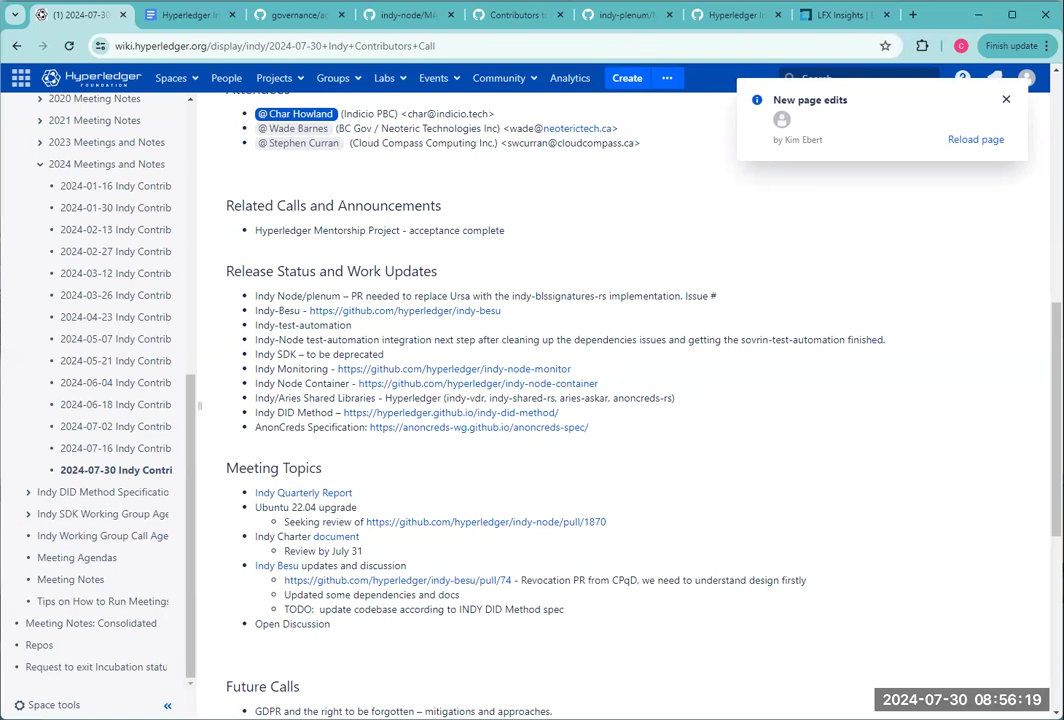 (1) 2024-07-30
Hyperledger In
governance/ac
indy-node/MA
Contributors to
indy-plenum/
Hyperledger In
LFX Insights |
wiki.hyperledger.org/display/indy/2024-07-30+Indy+Contributors+Call
C
Finish update
HYPERLEDGER
FOUNDATION
Spaces
People
Projects
Groups
Labs
Events
Community
Analytics
Create
Search
2020 Meeting Notes
2021 Meeting Notes
2023 Meetings and Notes
2024 Meetings and Notes
2024-01-16 Indy Contrib
2024-01-30 Indy Contrib
2024-02-13 Indy Contrib
2024-02-27 Indy Contrib
2024-03-12 Indy Contrib
2024-03-26 Indy Contrib
2024-04-23 Indy Contrib
2024-05-07 Indy Contrib
2024-05-21 Indy Contrib
2024-06-04 Indy Contrib
2024-06-18 Indy Contrib
2024-07-02 Indy Contrib
2024-07-16 Indy Contrib
2024-07-30 Indy Contri
Indy DID Method Specificatio
Indy SDK Working Group Age
Indy Working Group Call Age
Meeting Agendas
Meeting Notes
Tips on How to Run Meetings
Meeting Notes: Consolidated
Repos
Request to exit Incubation statu
Space tools
Attendees
@Char Howland (Indicio PBC) <char@indicio.tech>
@Wade Barnes (BC Gov / Neoteric Technologies Inc) <wade@neoterictech.ca>
@Stephen Curran (Cloud Compass Computing Inc.) <swcurran@cloudcompass.ca>
New page edits
by Kim Ebert
Reload page
Related Calls and Announcements
Hyperledger Mentorship Project - acceptance complete
Release Status and Work Updates
Indy Node/plenum – PR needed to replace Ursa with the indy-blssignatures-rs implementation. Issue #
Indy-Besu - https://github.com/hyperledger/indy-besu
Indy-test-automation
Indy-Node test-automation integration next step after cleaning up the dependencies issues and getting the sovrin-test-automation finished.
Indy SDK – to be deprecated
Indy Monitoring - https://github.com/hyperledger/indy-node-monitor
Indy Node Container - https://github.com/hyperledger/indy-node-container
Indy/Aries Shared Libraries - Hyperledger (indy-vdr, indy-shared-rs, aries-askar, anoncreds-rs)
Indy DID Method – https://hyperledger.github.io/indy-did-method/
AnonCreds Specification: https://anoncreds-wg.github.io/anoncreds-spec/
Meeting Topics
Indy Quarterly Report
Ubuntu 22.04 upgrade
Seeking review of https://github.com/hyperledger/indy-node/pull/1870
Indy Charter document
Review by July 31
Indy Besu updates and discussion
https://github.com/hyperledger/indy-besu/pull/74 - Revocation PR from CPqD, we need to understand design firstly
Updated some dependencies and docs
TODO: update codebase according to INDY DID Method spec
Open Discussion
Future Calls
GDPR and the right to be forgotten – mitigations and approaches.
2024-07-30 08:56:19